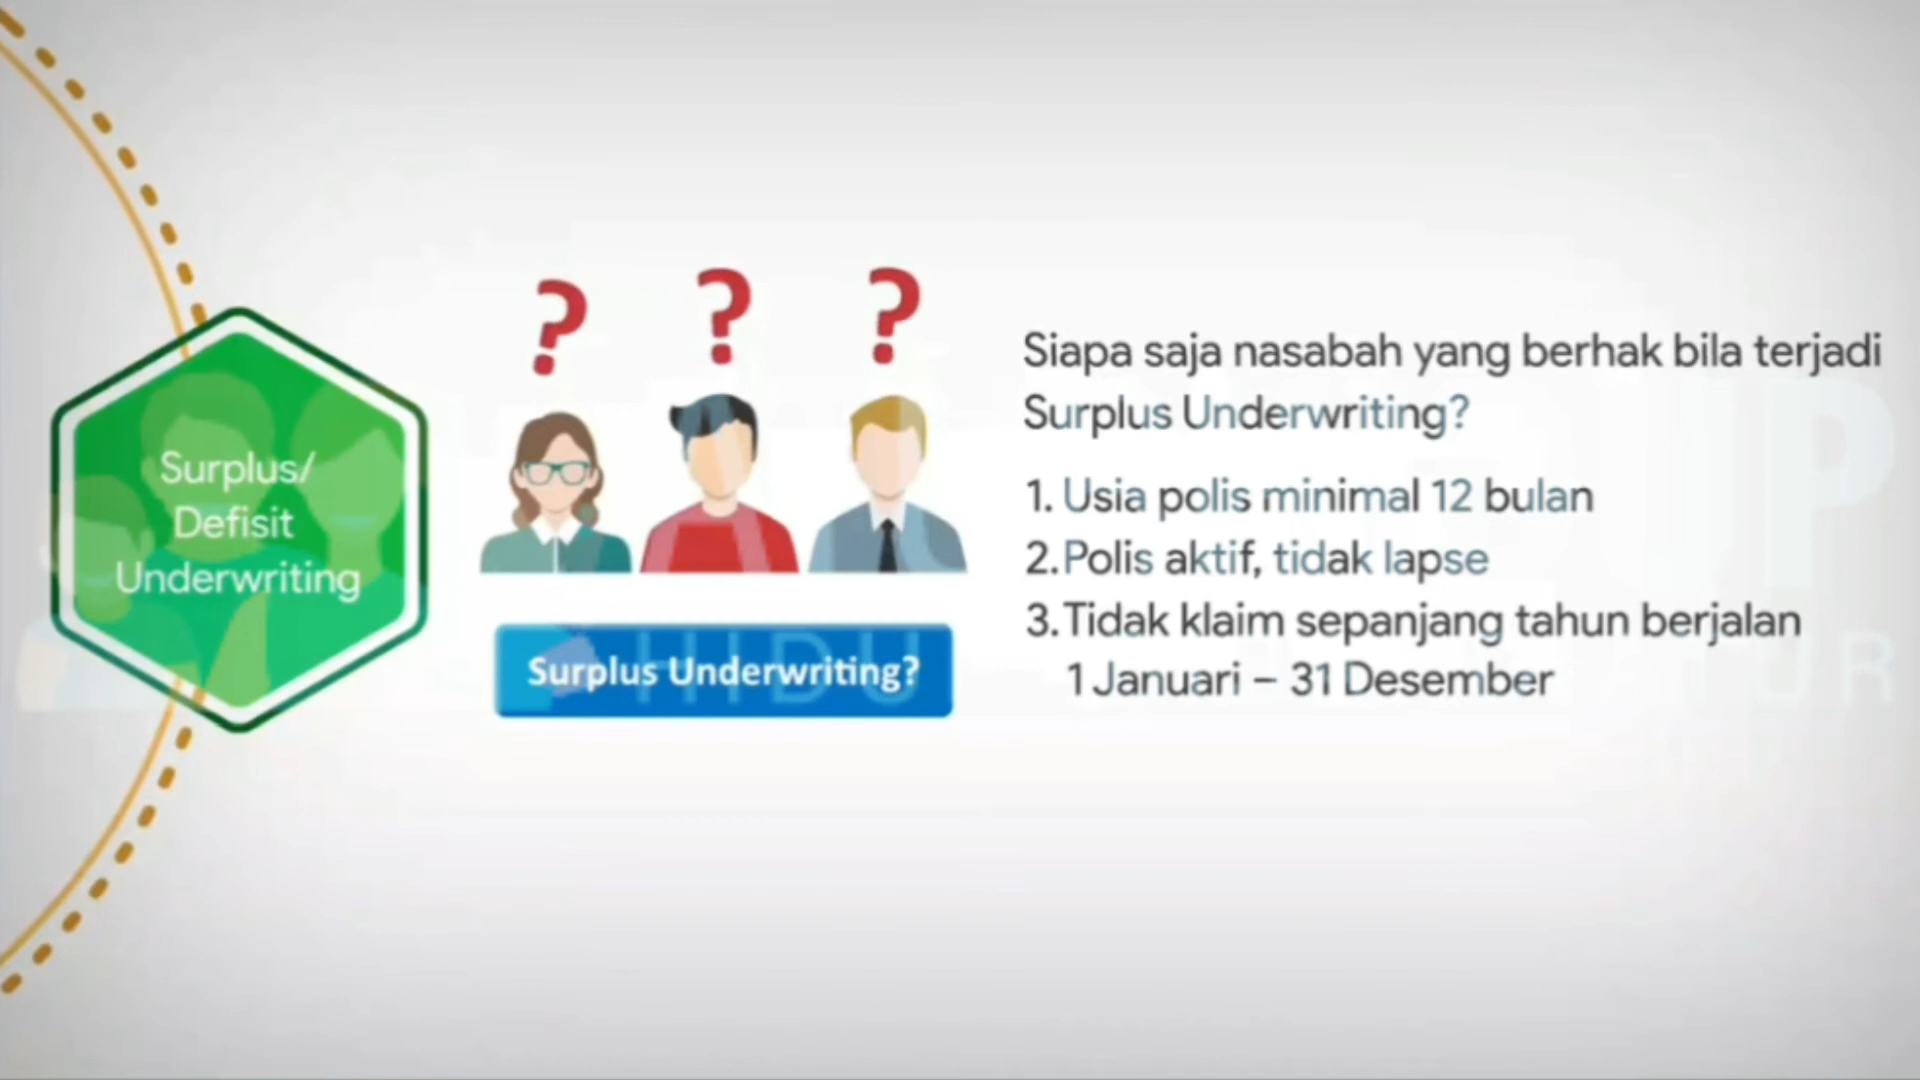 Surplus/
Defisit
Underwriting
? ? ?
Surplus Underwriting?
Siapa saja nasabah yang berhak bila terjadi
Surplus Underwriting?
1. Usia polis minimal 12 bulan
2. Polis aktif, tidak lapse
3. Tidak klaim sepanjang tahun berjalan
1 Januari – 31 Desember